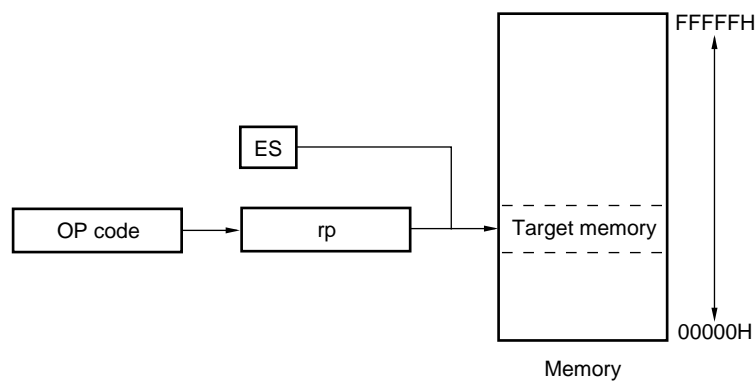 FFFFFH
ES
OP code
rp
Target memory
00000H
Memory